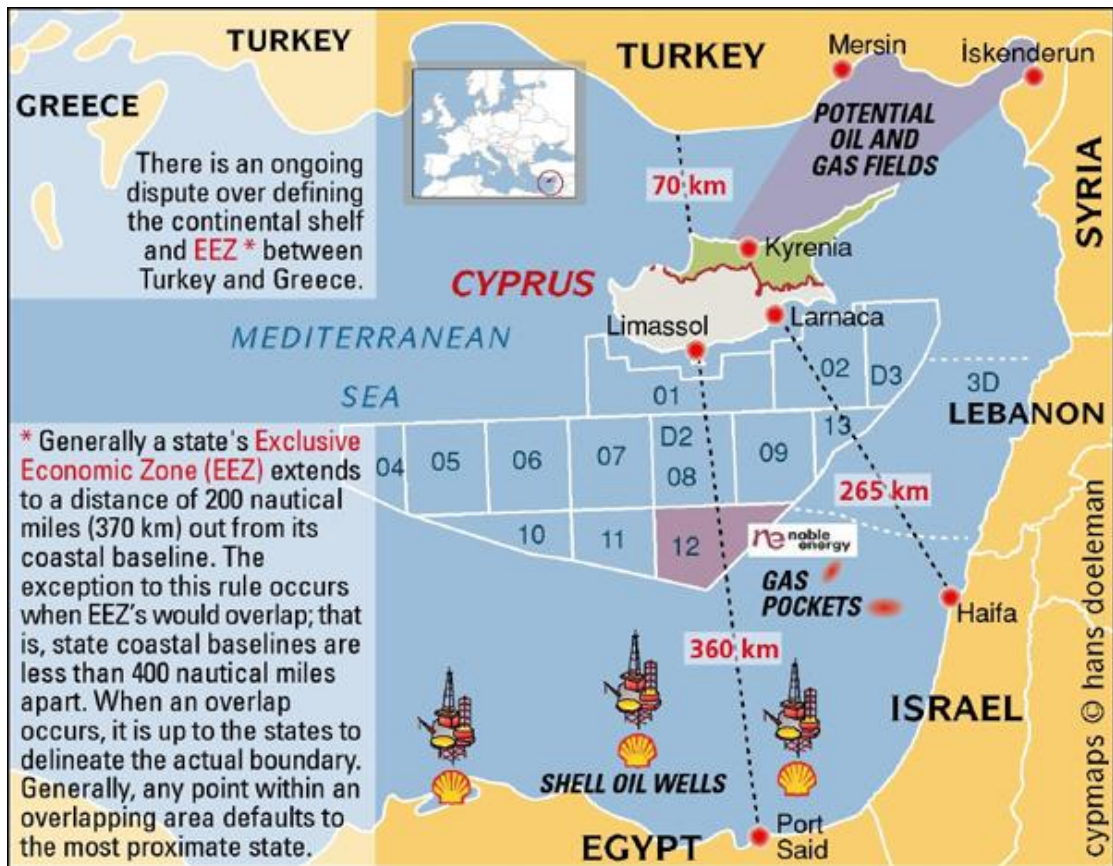 TURKEY
TURKEY
Mersin
İskenderun
GREECE
POTENTIAL
OIL AND
GAS FIELDS
There is an ongoing
dispute over defining
the continental shelf
and EEZ * between
Turkey and Greece.
70 km
SYRIA
Kyrenia
CYPRUS
Larnaca
Limassol
MEDITERRANEAN
SEA
02
D3
3D
01
LEBANON
13
04
05
06
07
D2
08
09
* Generally a state's Exclusive
Economic Zone (EEZ) extends
to a distance of 200 nautical
miles (370 km) out from its
coastal baseline. The
exception to this rule occurs
when EEZ's would overlap; that
is, state coastal baselines are
less than 400 nautical miles
apart. When an overlap
occurs, it is up to the states to
delineate the actual boundary.
Generally, any point within an
overlapping area defaults to
the most proximate state.
265 km
10
11
12
ne noble
energy
GAS
POCKETS
Haifa
360 km
ISRAEL
SHELL OIL WELLS
EGYPT
Port
Said
cypmaps © hans doeleman